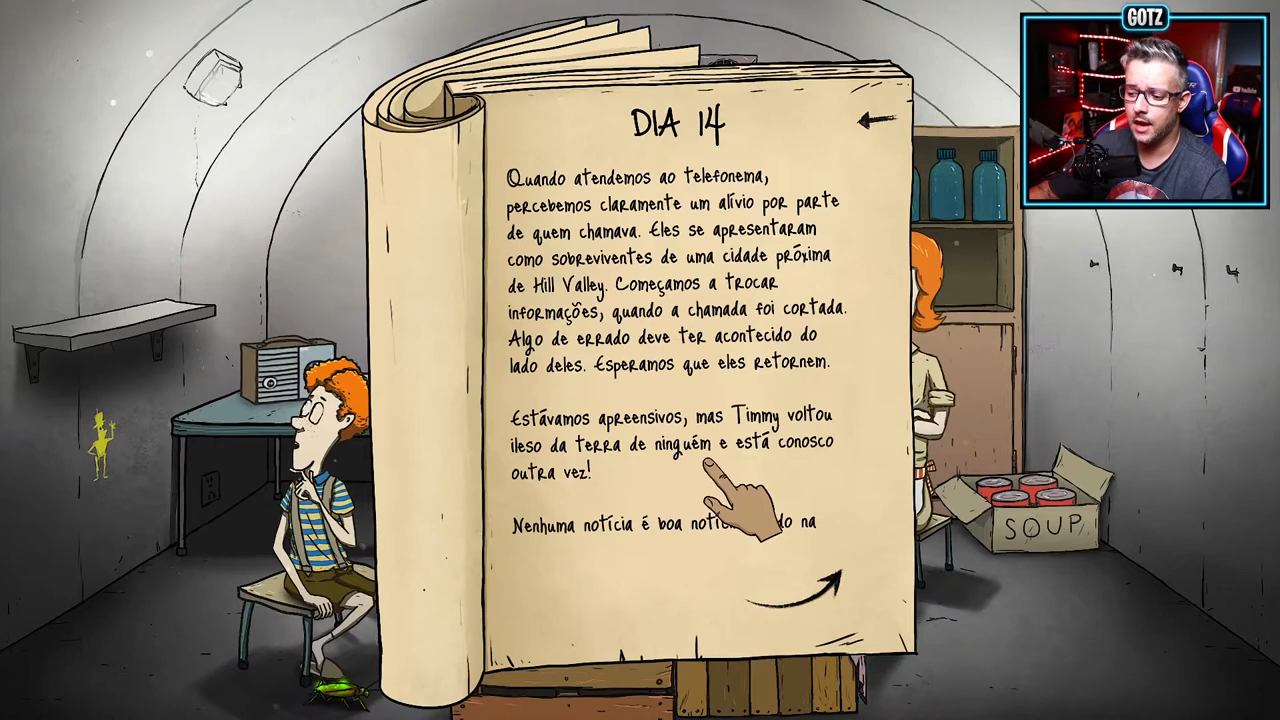 GOTZ
DIA 14
Quando atendemos ao telefonema,
percebemos claramente um alívio por parte
de quem chamava. Eles se apresentaram
como sobreviventes de uma cidade próxima
de Hill Valley. Começamos a trocar
informações, quando a chamada foi cortada.
Algo de errado deve ter acontecido do
lado deles. Esperamos que eles retornem.
Estávamos apreensivos, mas Timmy voltou
ileso da terra de ninguém e está conosco
outra vez!
Nenhuma notícia é boa na
SOUP